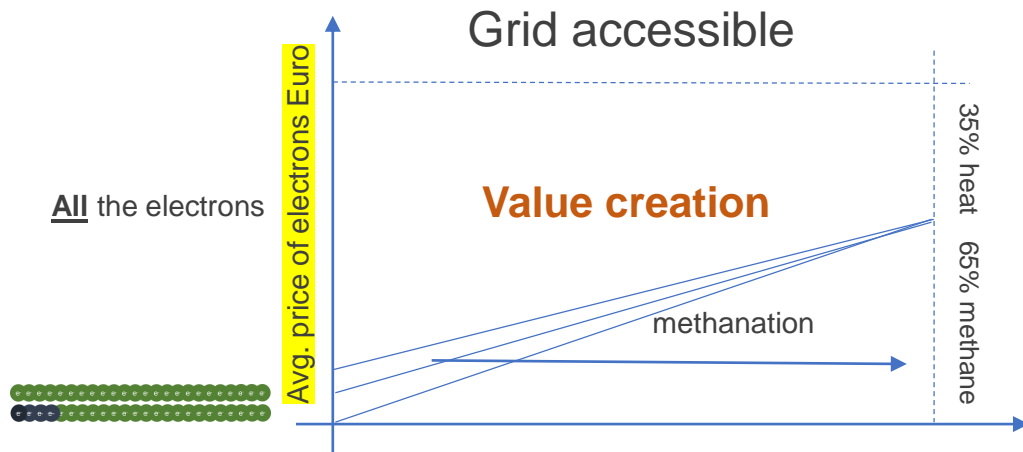 Grid accessible
Avg. price of electrons Euro
All the electrons
Value creation
methanation
35% heat
65% methane